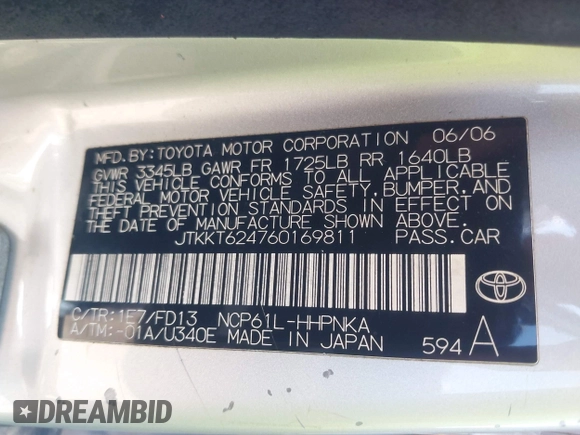 MFD.BY:TOYOTA MOTOR CORPORATION 06/06
GVWR 3345LB GAWR FR 1725LB RR 1640LB
THIS VEHICLE CONFORMS TO ALL APPLICABLE
FEDERAL MOTOR VEHICLE SAFETY,BUMPER,AND
THEFT PREVENTION STANDARDS IN EFFECT ON
THE DATE OF MANUFACTURE SHOWN ABOVE.
JTKKT624760169811 PASS.CAR
C/TR:1E7/FD13 NCP61L-HHPNKA
A/TM:-01A/U340E MADE IN JAPAN 594 A
DREAMBID